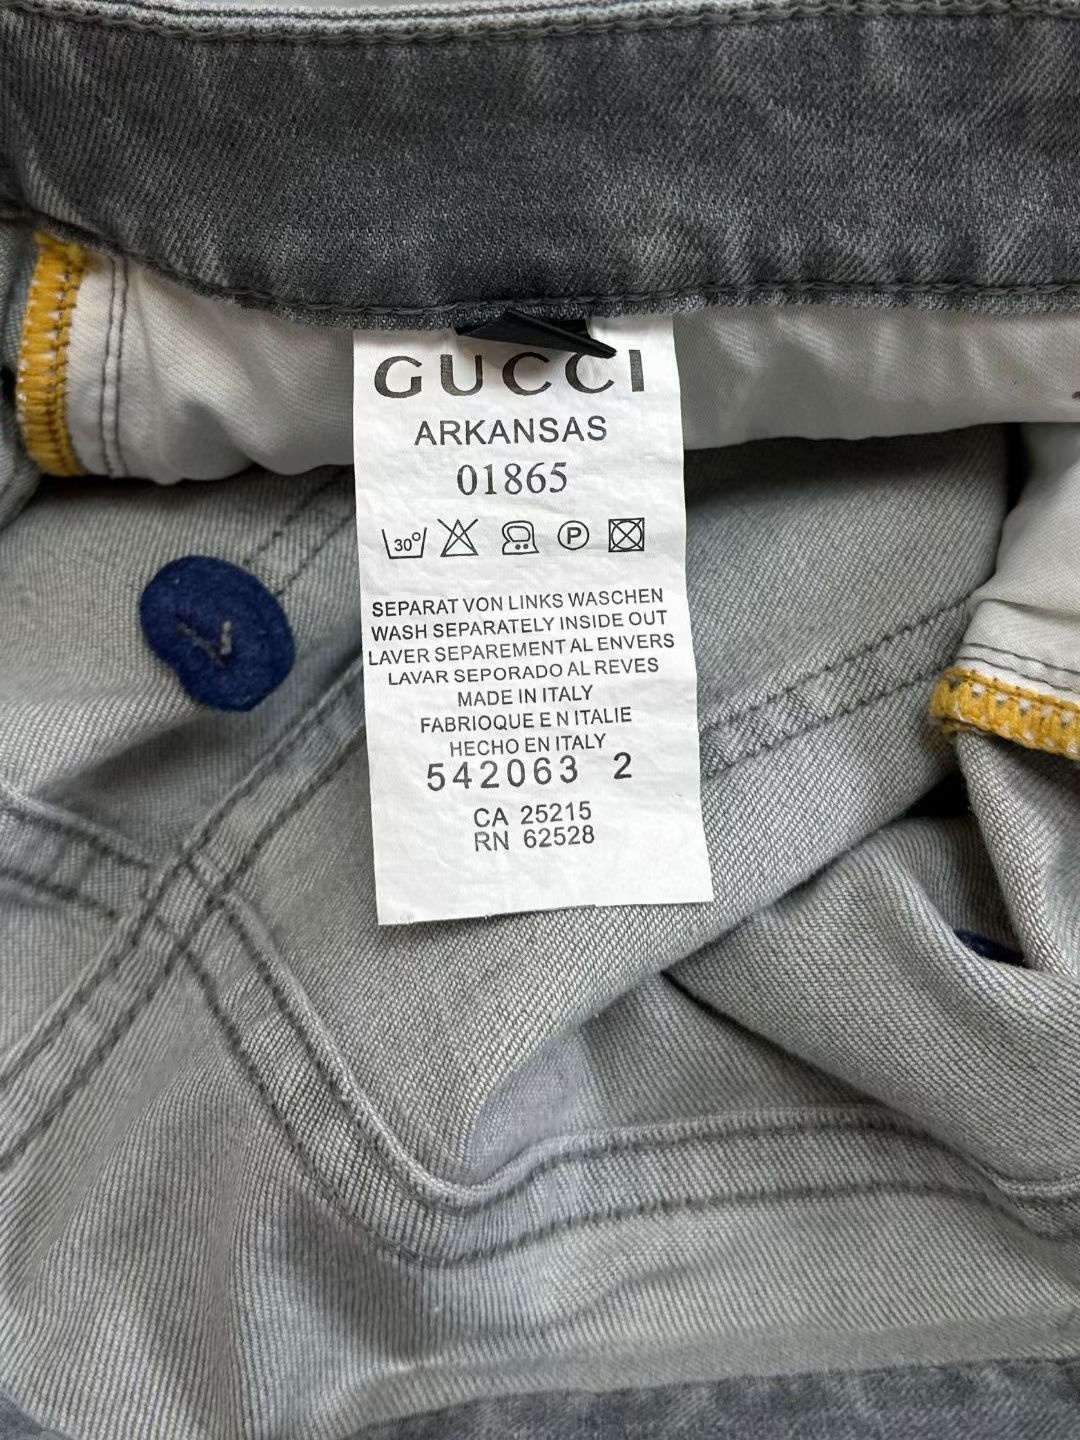 GUCCI
ARKANSAS
01865
30°
P
SEPARAT VON LINKS WASCHEN
WASH SEPARATELY INSIDE OUT
LAVER SEPAREMENT AL ENVERS
LAVAR SEPORADO AL REVES
MADE IN ITALY
FABRIOQUE E N ITALIE
HECHO EN ITALY
542063 2
CA 25215
RN 62528